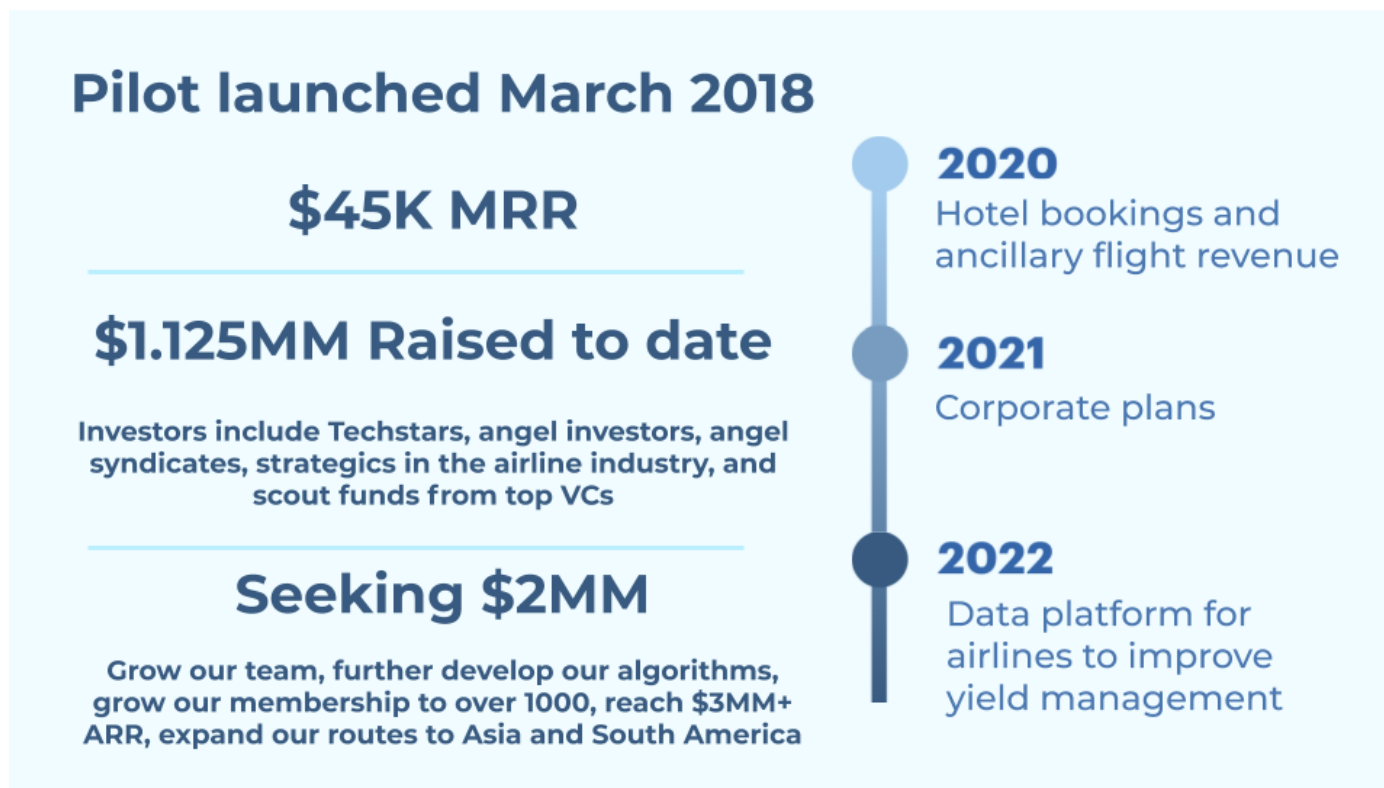 Pilot launched March 2018
$45K MRR
$1.125MM Raised to date
Investors include Techstars, angel investors, angel
syndicates, strategics in the airline industry, and
scout funds from top VCs
Seeking $2MM
Grow our team, further develop our algorithms,
grow our membership to over 1000, reach $3MM+
ARR, expand our routes to Asia and South America
2020
Hotel bookings and
ancillary flight revenue
2021
Corporate plans
2022
Data platform for
airlines to improve
yield management